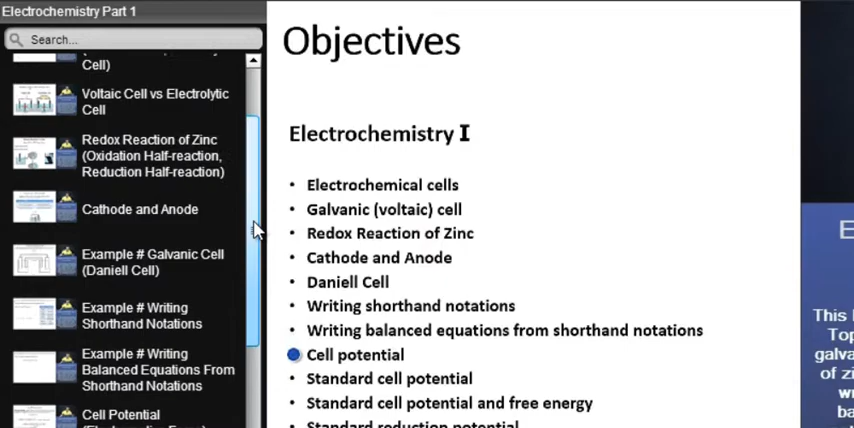 Electrochemistry Part 1
Search...
Cell)
Voltaic Cell vs Electrolytic
Cell
Redox Reaction of Zinc
(Oxidation Half-reaction,
Reduction Half-reaction)
Cathode and Anode
Example # Galvanic Cell
(Daniell Cell)
Example # Writing
Shorthand Notations
Example # Writing
Balanced Equations From
Shorthand Notations
Cell Potential
Objectives
Electrochemistry I
• Electrochemical cells
• Galvanic (voltaic) cell
• Redox Reaction of Zinc
• Cathode and Anode
• Daniell Cell
• Writing shorthand notations
• Writing balanced equations from shorthand notations
• Cell potential
• Standard cell potential
• Standard cell potential and free energy
• Standard reduction potential
E
This
Top
galva
of zi
w
ba